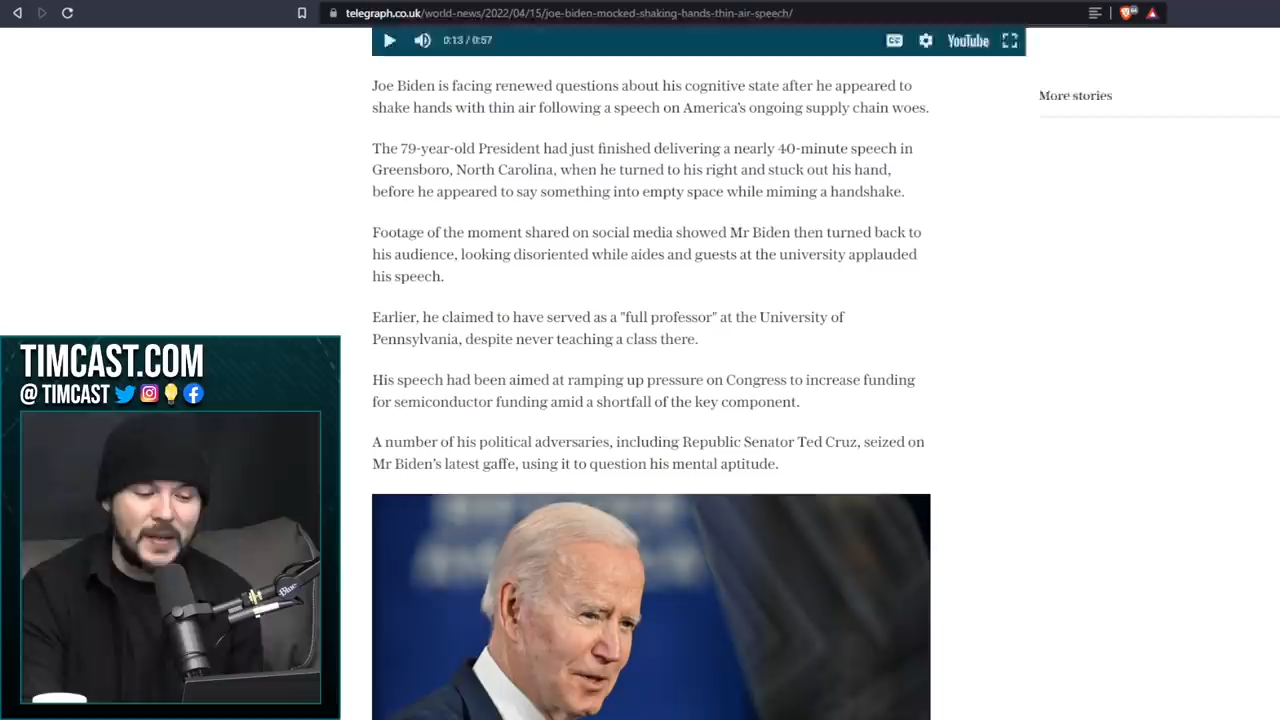 telegraph.co.uk/world-news/2022/04/15/joe-biden-mocked-shaking-hands-thin-air-speech/
0:13 / 0:57
CC
YouTube
Joe Biden is facing renewed questions about his cognitive state after he appeared to
shake hands with thin air following a speech on America's ongoing supply chain woes.
More stories
The 79-year-old President had just finished delivering a nearly 40-minute speech in
Greensboro, North Carolina, when he turned to his right and stuck out his hand,
before he appeared to say something into empty space while miming a handshake.
Footage of the moment shared on social media showed Mr Biden then turned back to
his audience, looking disoriented while aides and guests at the university applauded
his speech.
Earlier, he claimed to have served as a "full professor" at the University of
Pennsylvania, despite never teaching a class there.
His speech had been aimed at ramping up pressure on Congress to increase funding
for semiconductor funding amid a shortfall of the key component.
A number of his political adversaries, including Republic Senator Ted Cruz, seized on
Mr Biden's latest gaffe, using it to question his mental aptitude.
TIMCAST.COM
@ TIMCAST
Blue